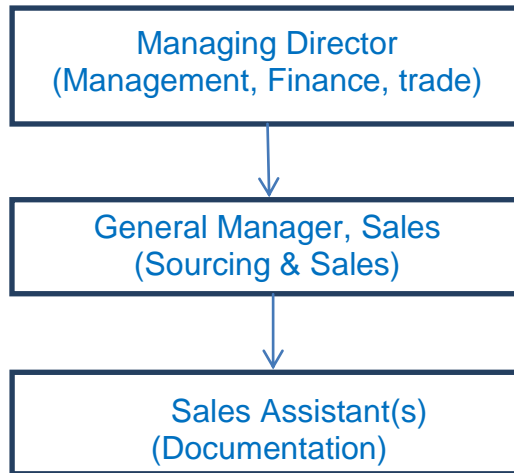 Managing Director
(Management, Finance, trade)
General Manager, Sales
(Sourcing & Sales)
Sales Assistant(s)
(Documentation)